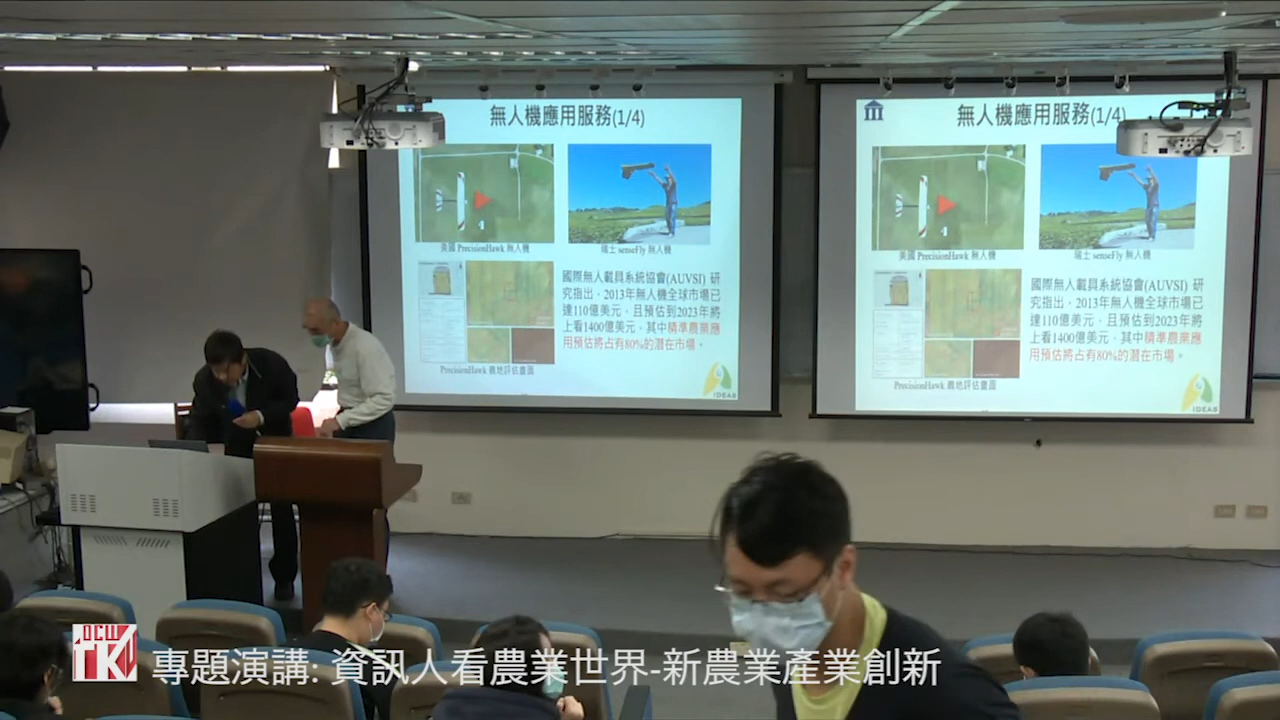 無人機應用服務(1/4)
美國 PrecisionHawk 無人機
瑞士 senseFly 無人機
國際無人載具系統協會(AUVSI) 研
究指出，2013年無人機全球市場已
達110億美元，且預估到2023年將
上看1400億美元，其中精準農業應
用預估將占有80%的潛在市場。
PrecisionHawk 農地評估畫面
IDEAS
無人機應用服務(1/4)
美國 PrecisionHawk 無人機
瑞士 senseFly 無人機
國際無人載具系統協會(AUVSI) 研
究指出，2013年無人機全球市場已
達110億美元，且預估到2023年將
上看1400億美元，其中精準農業應
用預估將占有80%的潛在市場。
PrecisionHawk 農地評估畫面
IDEAS
OCW
TK
專題演講: 資訊人看農業世界-新農業產業創新